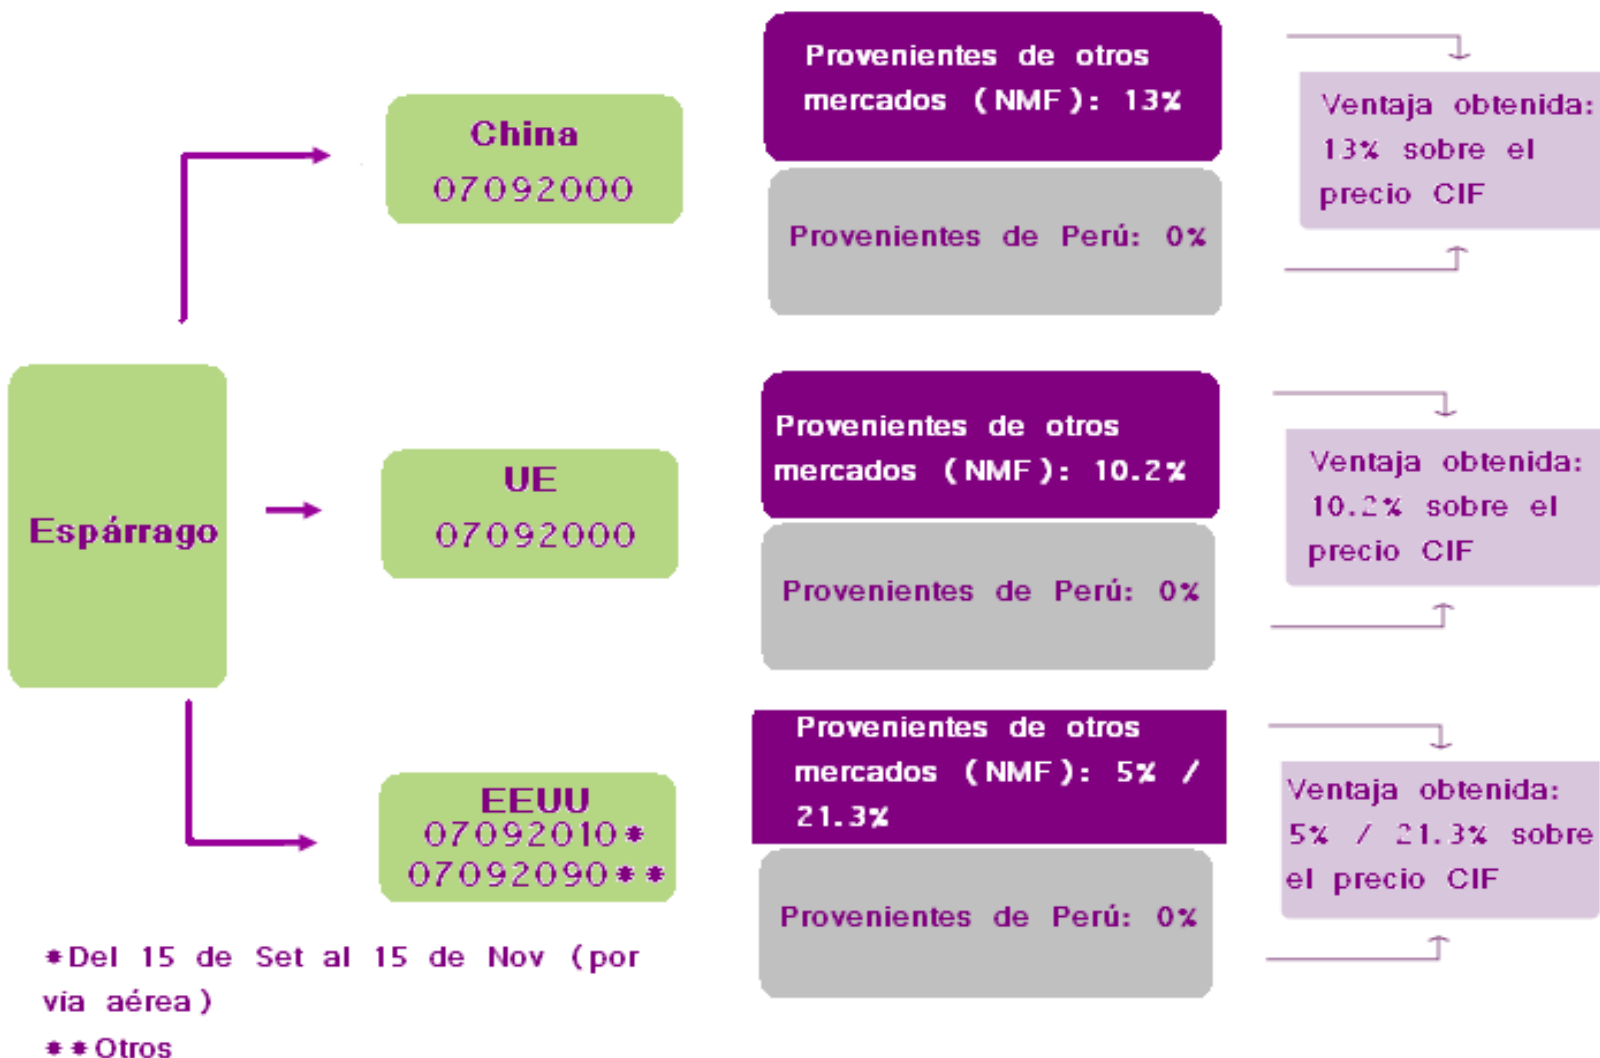 Espárrago
China
07092000
Provenientes de otros
mercados (NMF): 13%
Provenientes de Perú: 0%
Ventaja obtenida:
13% sobre el
precio CIF
UE
07092000
Provenientes de otros
mercados (NMF): 10.2%
Provenientes de Perú: 0%
Ventaja obtenida:
10.2% sobre el
precio CIF
EEUU
07092010*
07092090**
Provenientes de otros
mercados (NMF): 5% /
21.3%
Provenientes de Perú: 0%
Ventaja obtenida:
5% / 21.3% sobre
el precio CIF
*Del 15 de Set al 15 de Nov (por
via aérea)
**Otros